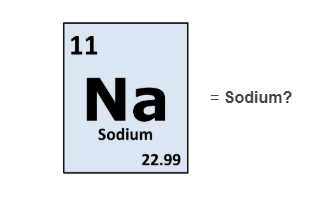 11
Na
= Sodium?
Sodium
22.99